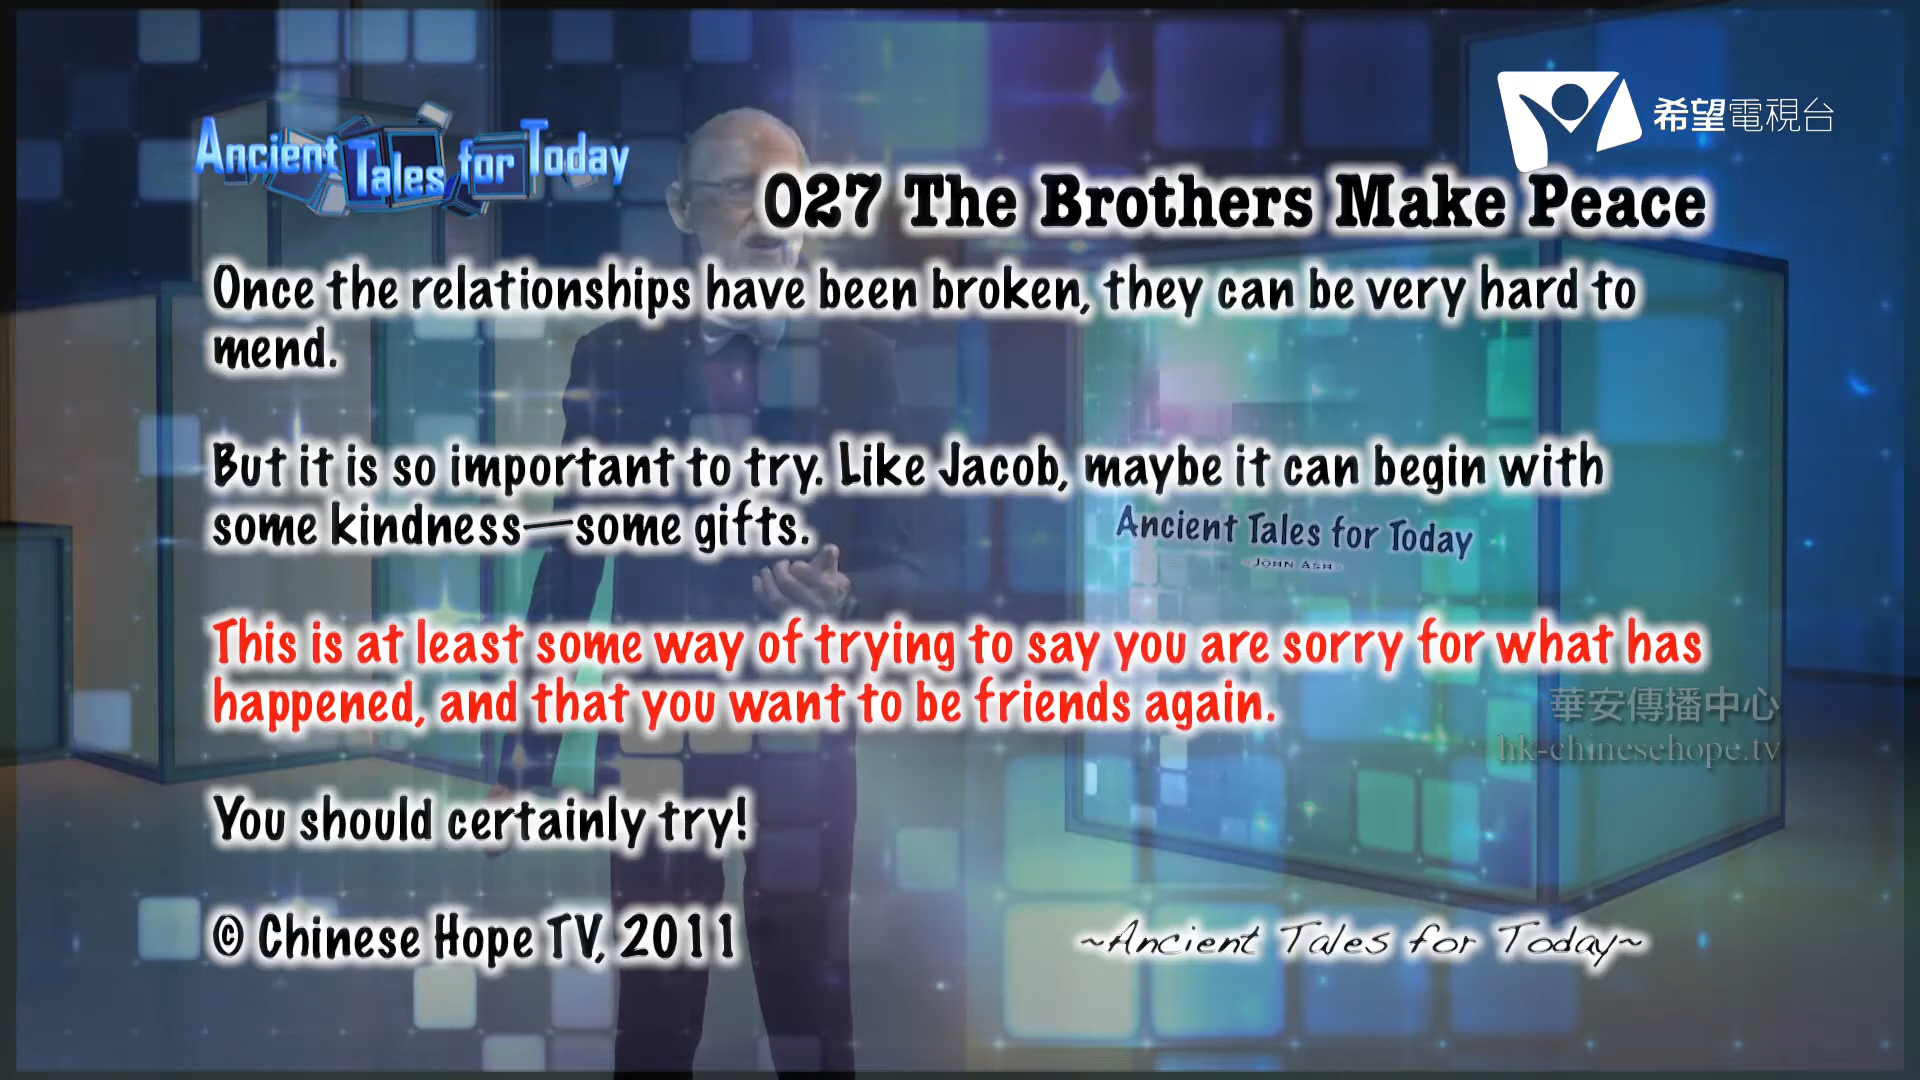 Ancient Tales for Today
希望電視台
027 The Brothers Make Peace
Once the relationships have been broken, they can be very hard to
mend.
But it is so important to try. Like Jacob, maybe it can begin with
some kindness—some gifts.
Ancient Tales for Today
JOHN ASH
This is at least some way of trying to say you are sorry for what has
happened, and that you want to be friends again.
華安傳播中心
hk-chinesehope.tv
You should certainly try!
© Chinese Hope TV, 2011
~Ancient Tales for Today~